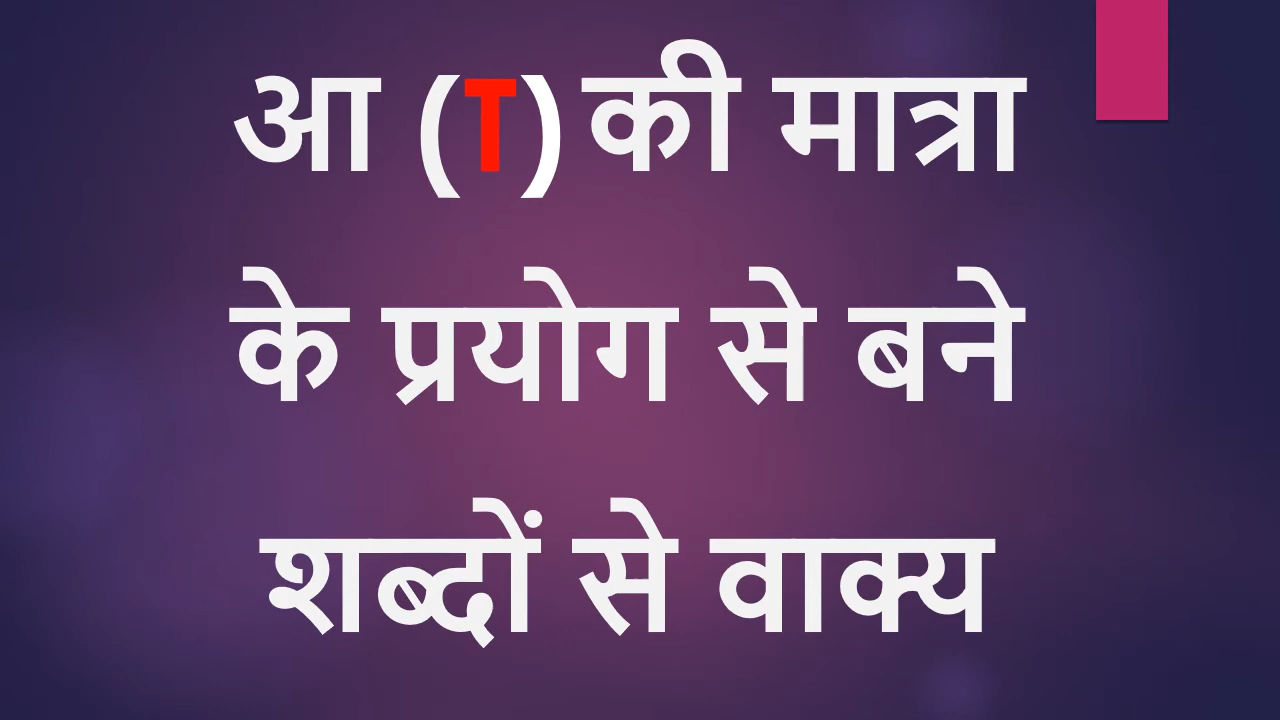 आ (T) की मात्रा
के प्रयोग से बने
शब्दों से वाक्य